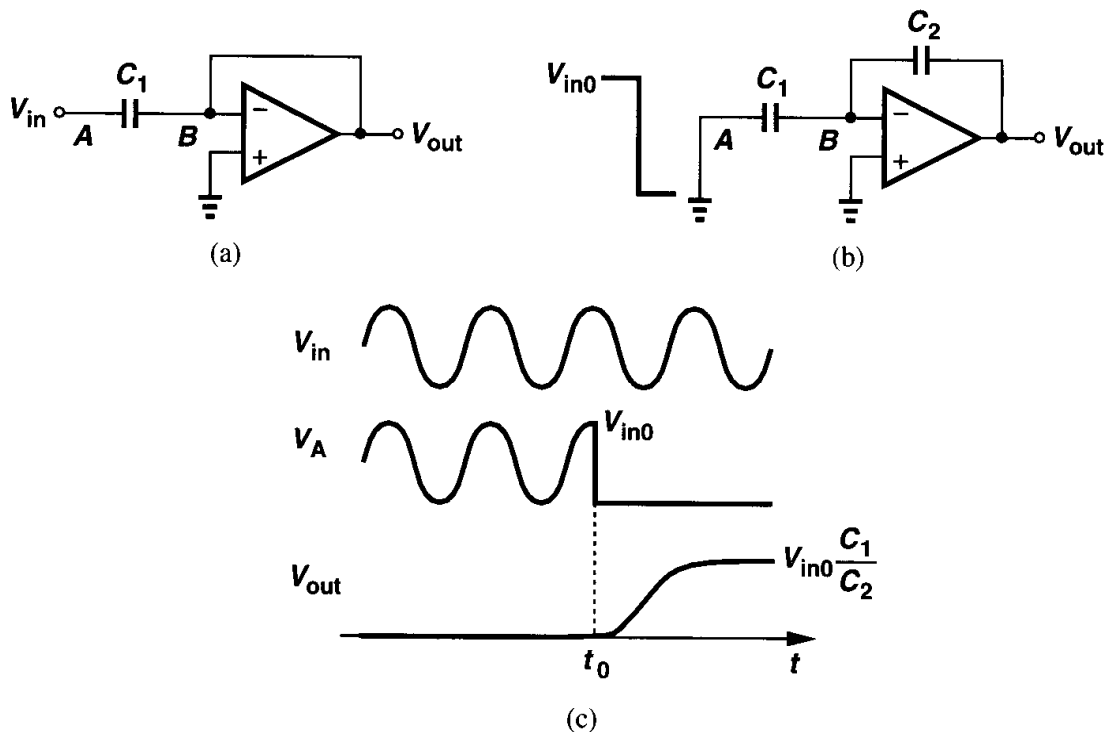 C1
Vin
A
B
−
+
Vout
(a)
Vin0
C1
C2
A
B
−
+
Vout
(b)
Vin
VA
Vin0
Vout
Vin0 C1/C2
t0
t
(c)